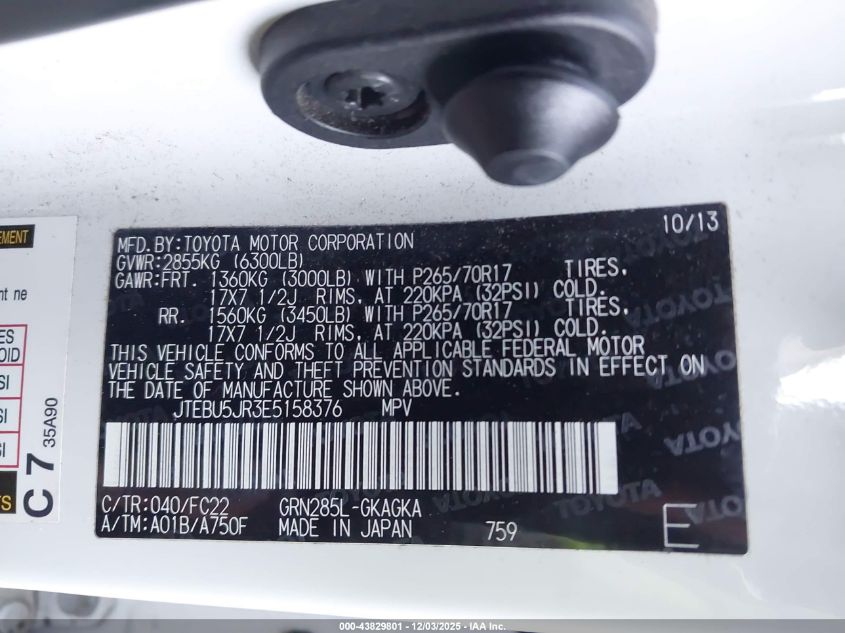 10/13
MFD.BY:TOYOTA MOTOR CORPORATION
GVWR:2855KG (6300LB)
GAWR:FRT. 1360KG (3000LB) WITH P265/70R17 TIRES,
17X7 1/2J RIMS, AT 220KPA (32PSI) COLD.
RR. 1560KG (3450LB) WITH P265/70R17 TIRES,
17X7 1/2J RIMS, AT 220KPA (32PSI) COLD.
THIS VEHICLE CONFORMS TO ALL APPLICABLE FEDERAL MOTOR
VEHICLE SAFETY AND THEFT PREVENTION STANDARDS IN EFFECT ON
THE DATE OF MANUFACTURE SHOWN ABOVE.
JTEBU5JR3E5158376 MPV
C/TR:040/FC22 GRN285L-GKAGKA
A/TM:A01B/A750F MADE IN JAPAN 759 E
C7
35A90
TOYOTA
000-43829801 - 12/03/2025 - IAA Inc.